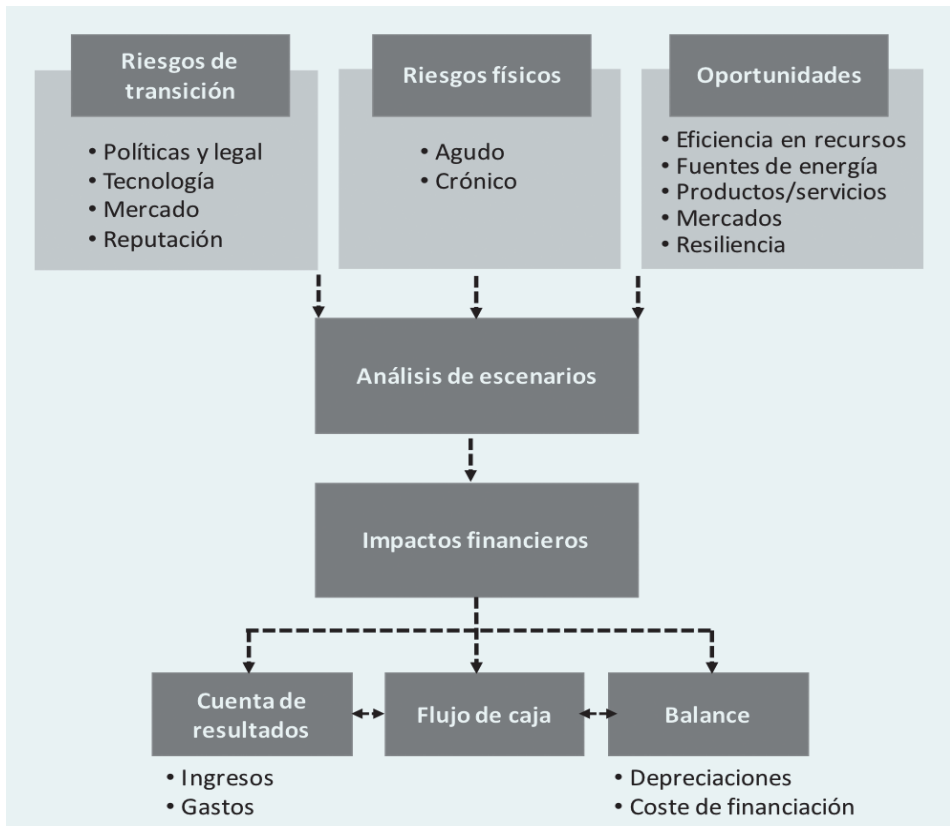 Riesgos de
transición
• Políticas y legal
• Tecnología
• Mercado
• Reputación
Riesgos físicos
• Agudo
• Crónico
Oportunidades
• Eficiencia en recursos
• Fuentes de energía
• Productos/servicios
• Mercados
• Resiliencia
Análisis de escenarios
Impactos financieros
Cuenta de
resultados
• Ingresos
• Gastos
Flujo de caja
Balance
• Depreciaciones
• Coste de financiación